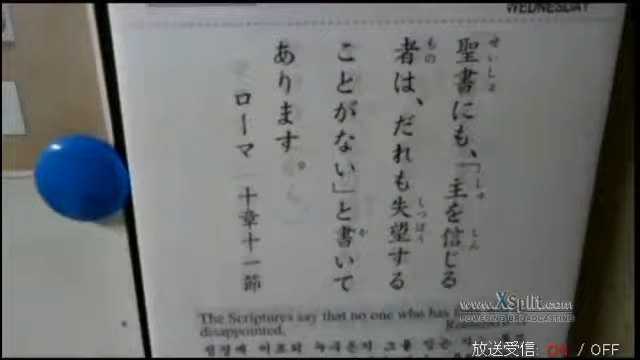 WEDNESDAY
聖書にも、「主を信じる
者は、だれも失望する
ことがない」と書いて
あります。
ローマ 十章十一節
The Scriptures say that no one who has
disappointed.
www.XSplit.com
POWERING BROADCASTING
放送受信 ON / OFF